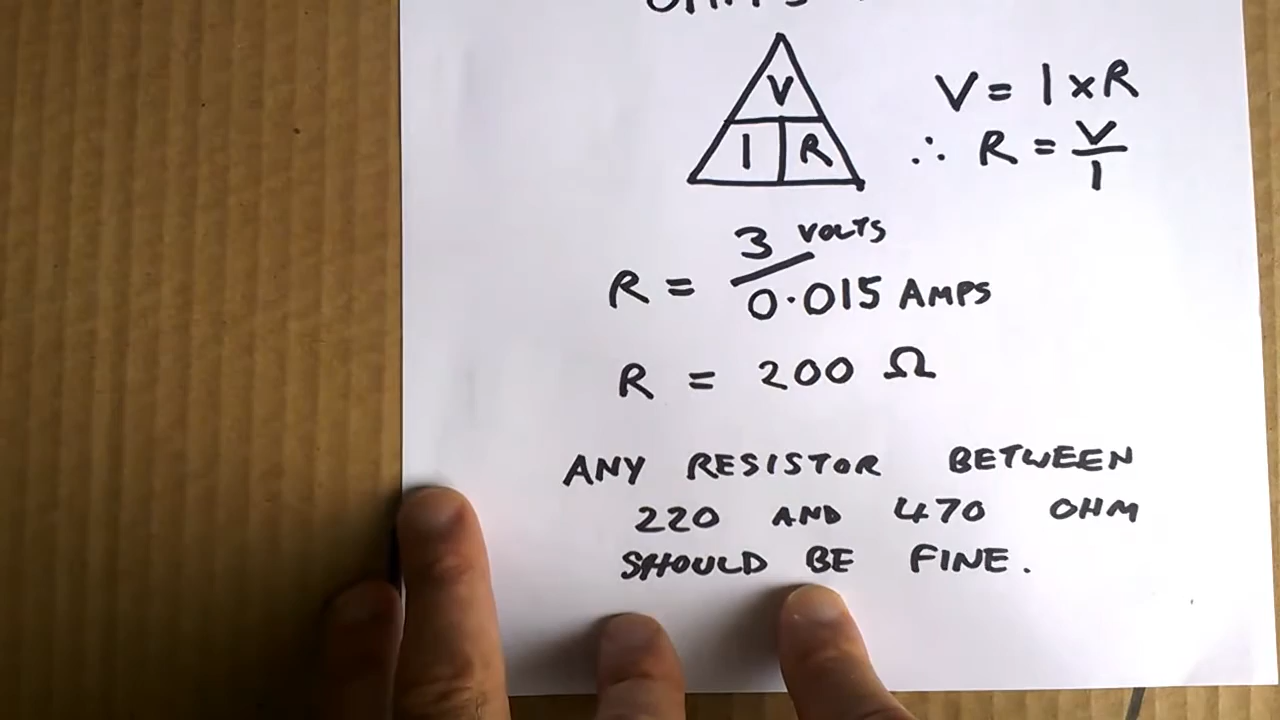 V
I R
V = I × R
∴ R = V/I
R = 3 VOLTS / 0.015 AMPS
R = 200 Ω
ANY RESISTOR BETWEEN
220 AND 470 OHM
SHOULD BE FINE.